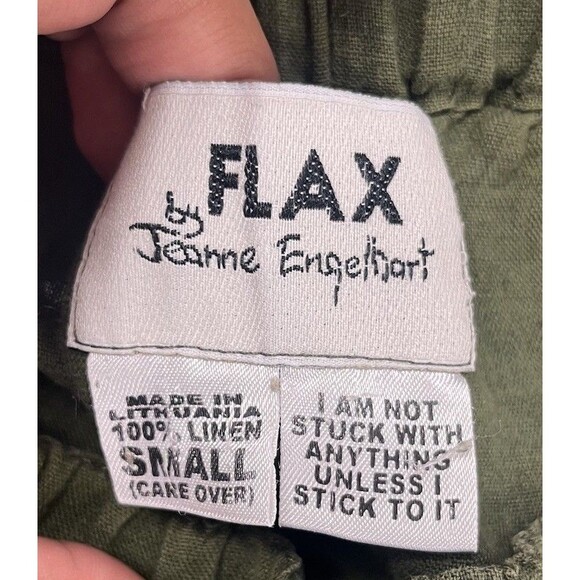 FLAX
by
Jeanne Engelhart
MADE IN
LITHUANIA
100% LINEN
SMALL
(CARE OVER)
I AM NOT
STUCK WITH
ANYTHING
UNLESS I
STICK TO IT